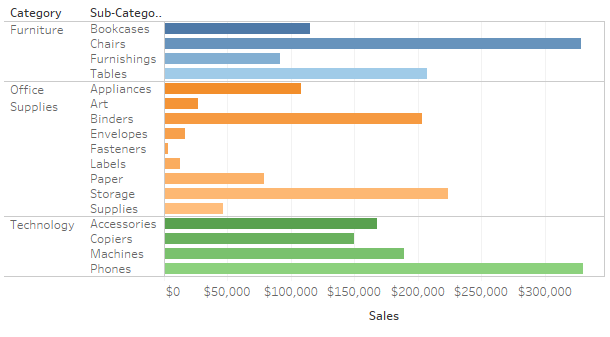 Category Sub-Catego..
Furniture Bookcases
Chairs
Furnishings
Tables
Office Supplies Appliances
Art
Binders
Envelopes
Fasteners
Labels
Paper
Storage
Supplies
Technology Accessories
Copiers
Machines
Phones
$0 $50,000 $100,000 $150,000 $200,000 $250,000 $300,000
Sales